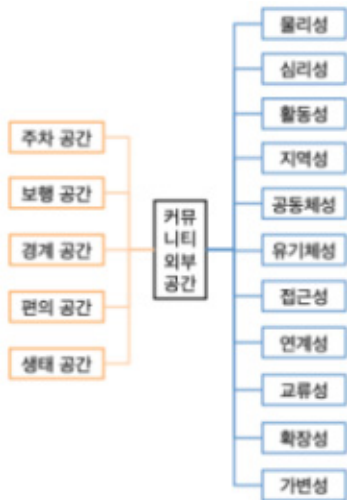 주차 공간
보행 공간
경계 공간
편의 공간
생태 공간
커뮤
니티
외부
공간
물리성
심리성
활동성
지역성
공동체성
유기체성
접근성
연계성
교류성
확장성
가변성